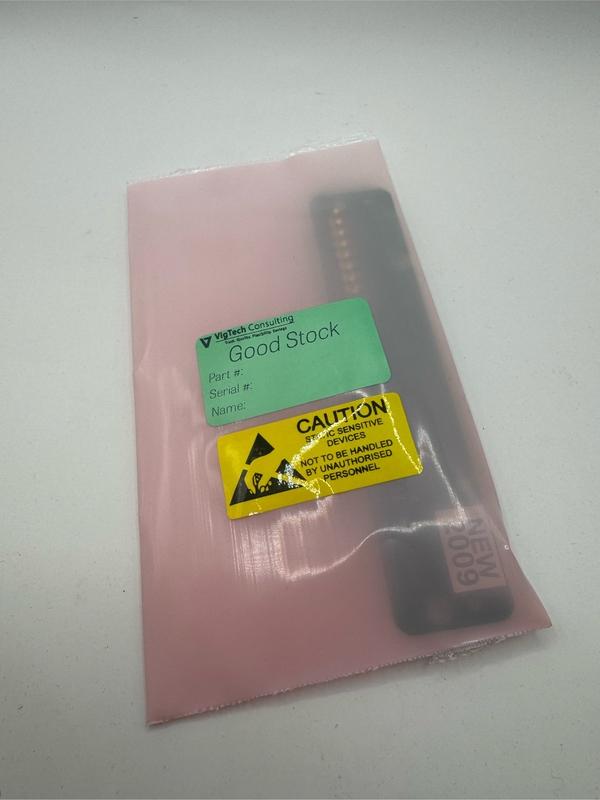 VigTech Consulting
Good Stock
Part #:
Serial #:
Name:
CAUTION
STATIC SENSITIVE
DEVICES
NOT TO BE HANDLED
BY UNAUTHORISED
PERSONNEL
NEW
2009